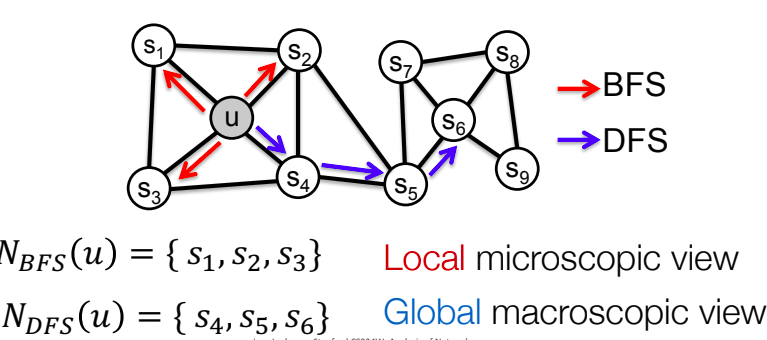 s1 s2 s7 s8
BFS
u s6
DFS
s3 s4 s5 s9
N_BFS(u) = { s1, s2, s3} Local microscopic view
N_DFS(u) = { s4, s5, s6} Global macroscopic view